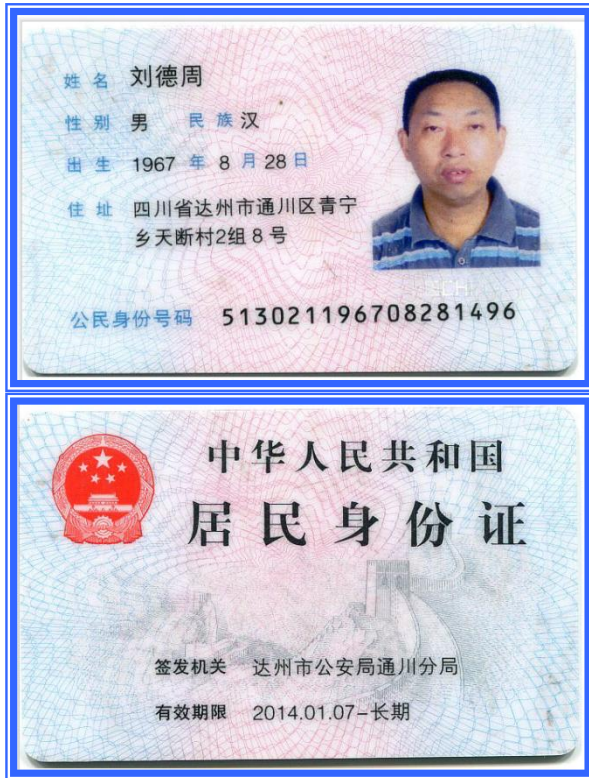 姓名 刘德周
性别 男 民族 汉
出生 1967 年 8 月 28 日
住址 四川省达州市通川区青宁
乡天断村2组8号
公民身份号码 513021196708281496
中华人民共和国
居民身份证
签发机关 达州市公安局通川分局
有效期限 2014.01.07-长期